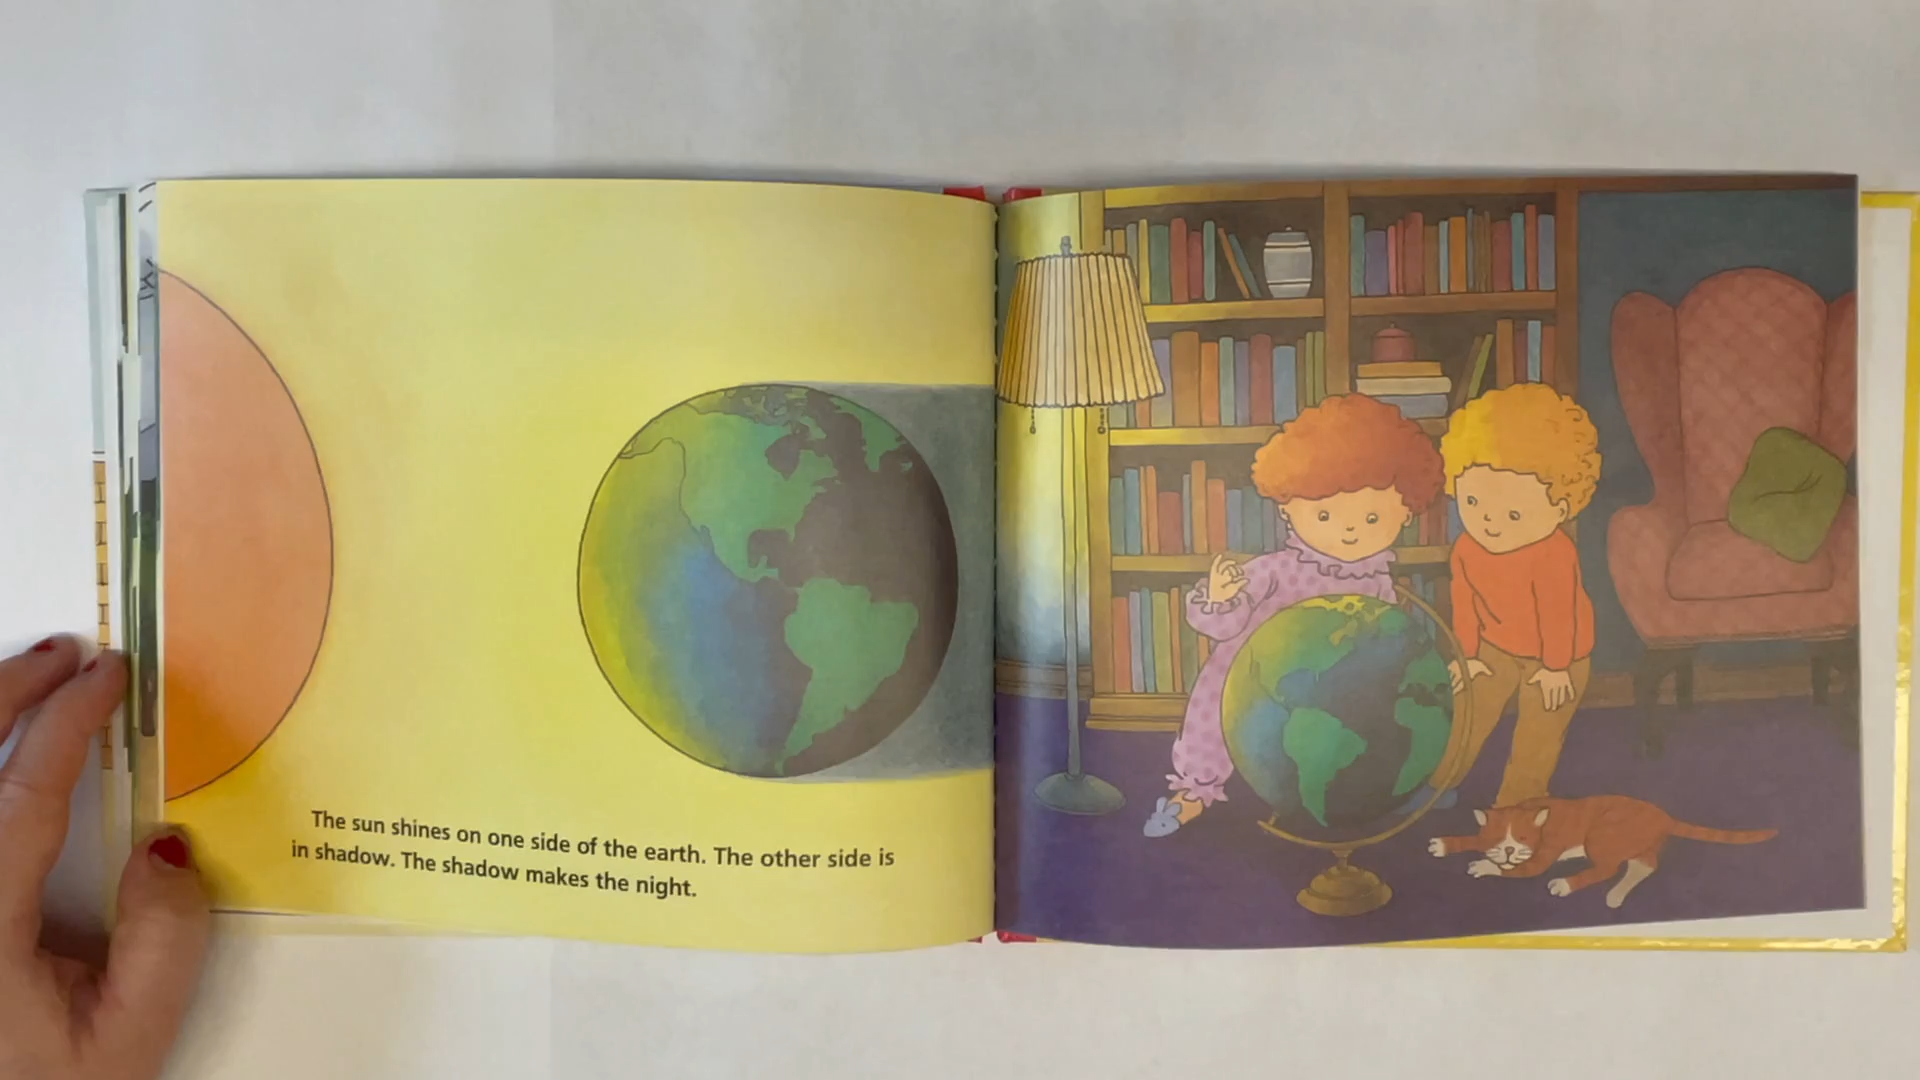 The sun shines on one side of the earth. The other side is
in shadow. The shadow makes the night.